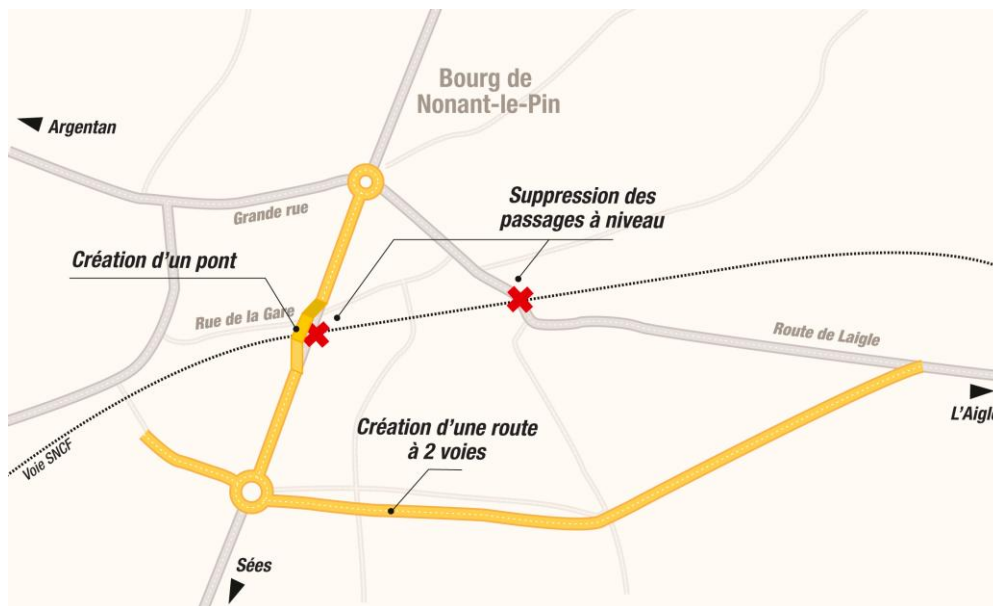 Bourg de
Nonant-le-Pin
Argentan
Suppression des
passages à niveau
Grande rue
Création d'un pont
Rue de la Gare
Route de Laigle
L'Aigle
Création d'une route
à 2 voies
Voie SNCF
Sées